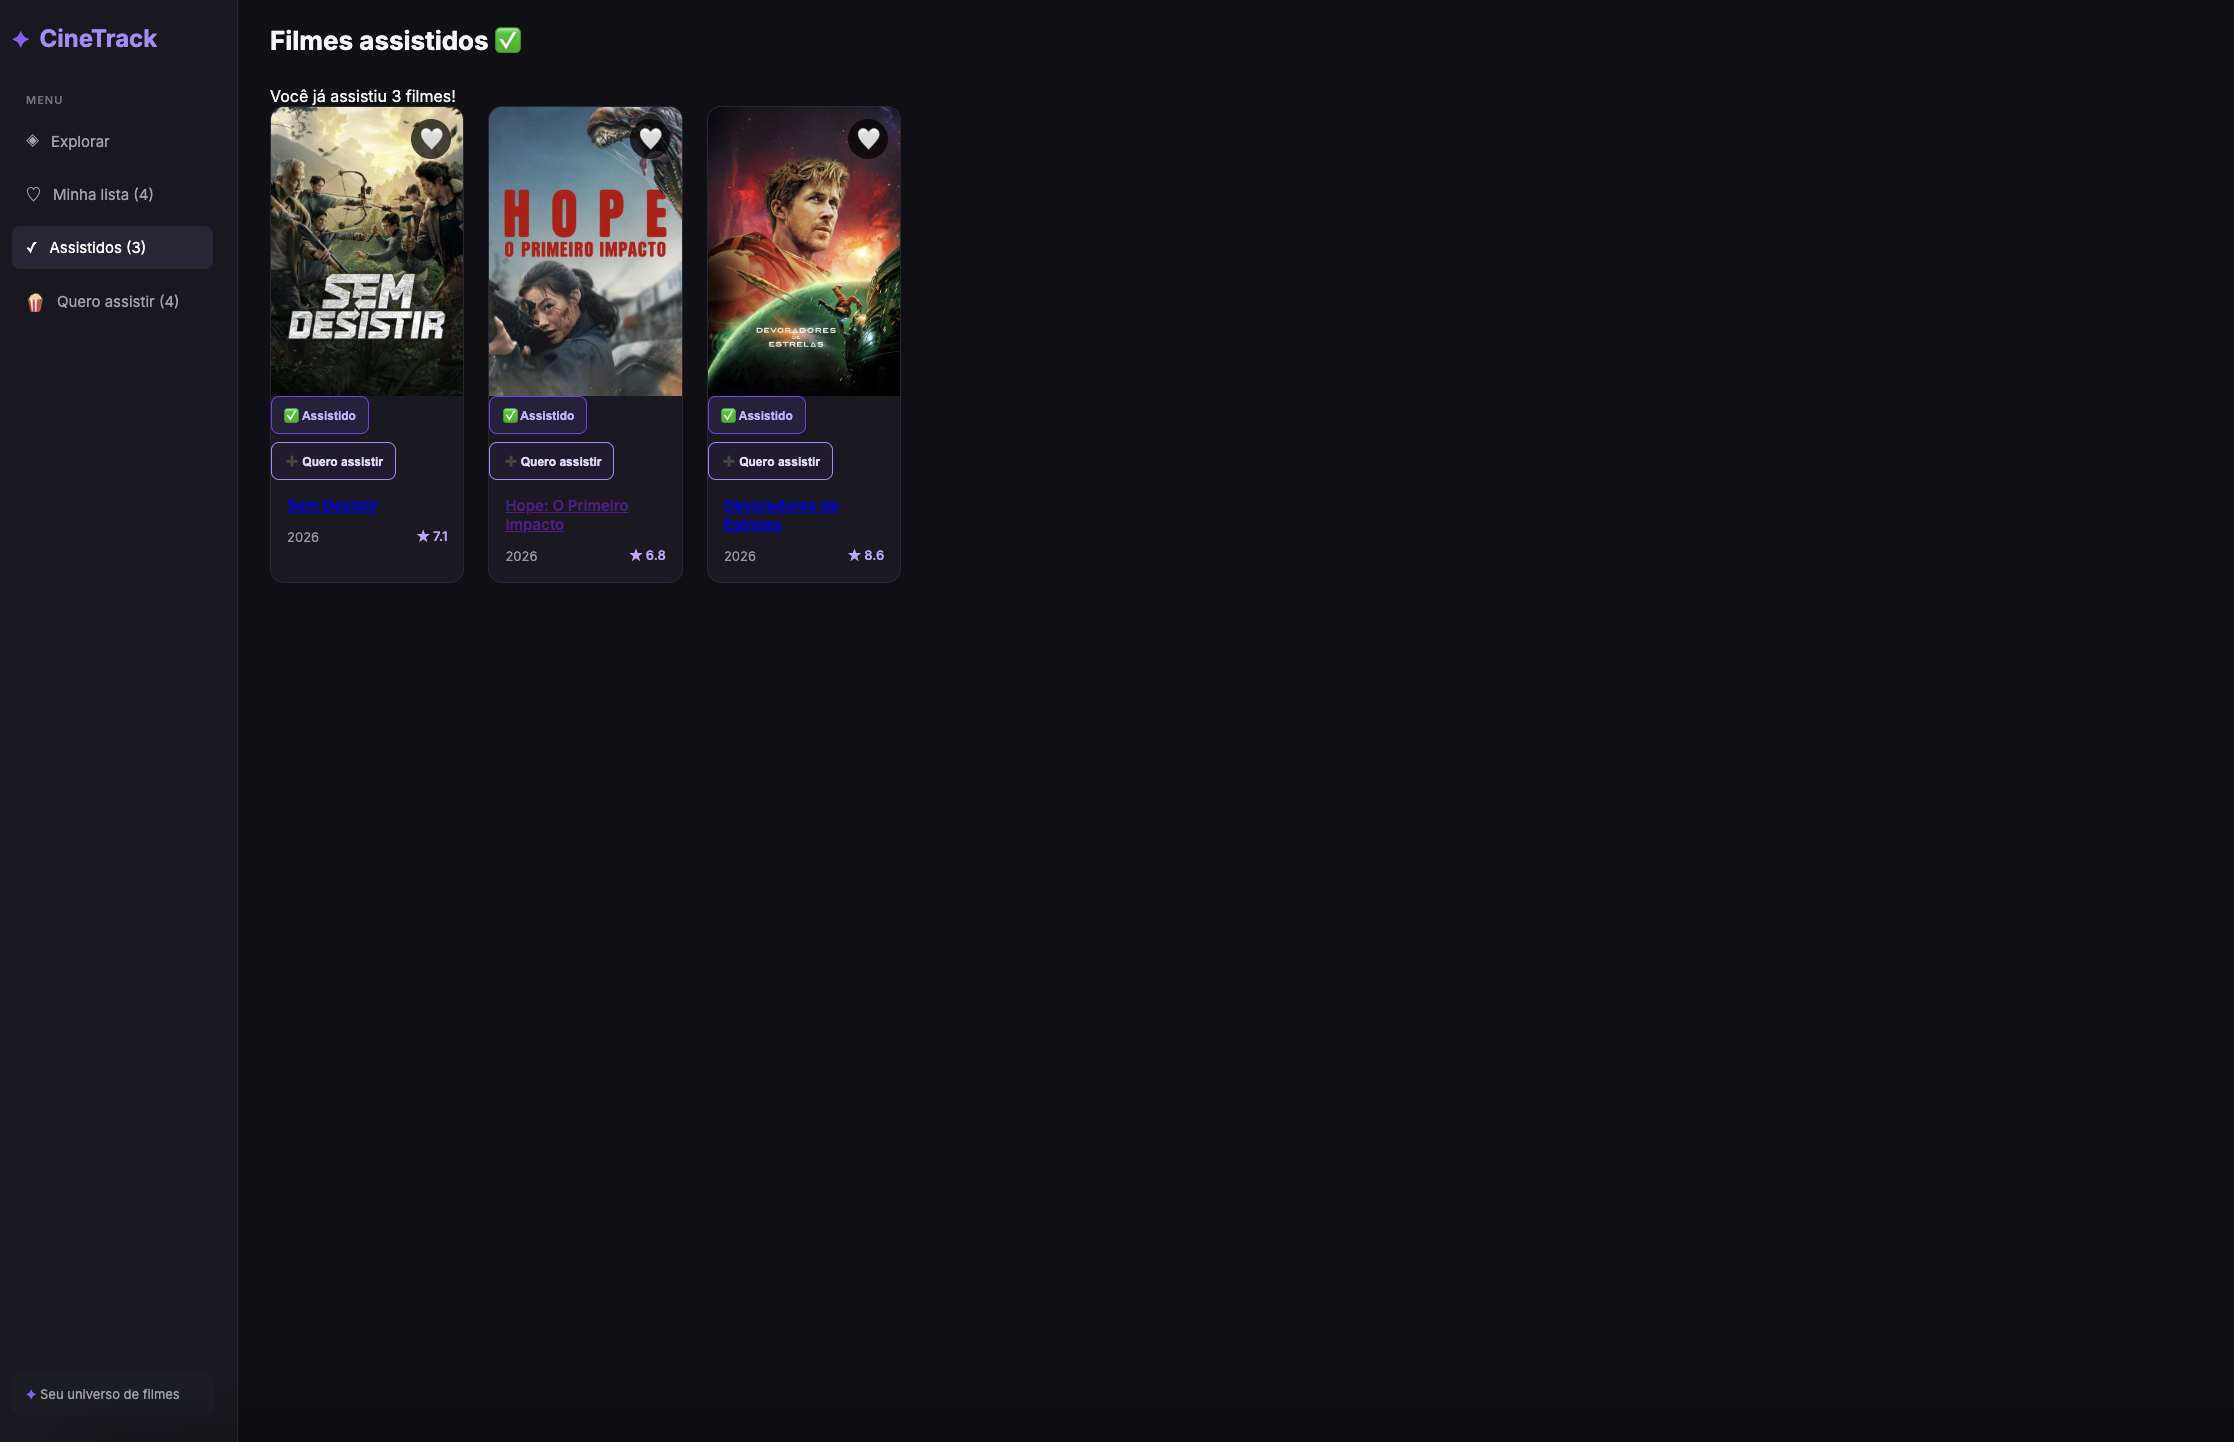 ✦ CineTrack
MENU
◈ Explorar
♡ Minha lista (4)
✓ Assistidos (3)
🍿 Quero assistir (4)
✦ Seu universo de filmes
Filmes assistidos ✅
Você já assistiu 3 filmes!
SEM
DESISTIR
✅ Assistido
➕ Quero assistir
Sem Desistir
2026 ★ 7.1
HOPE
O PRIMEIRO IMPACTO
✅ Assistido
➕ Quero assistir
Hope: O Primeiro
Impacto
2026 ★ 6.8
DEVORADORES
DE
ESTRELAS
✅ Assistido
➕ Quero assistir
Devoradores de
Estrelas
2026 ★ 8.6